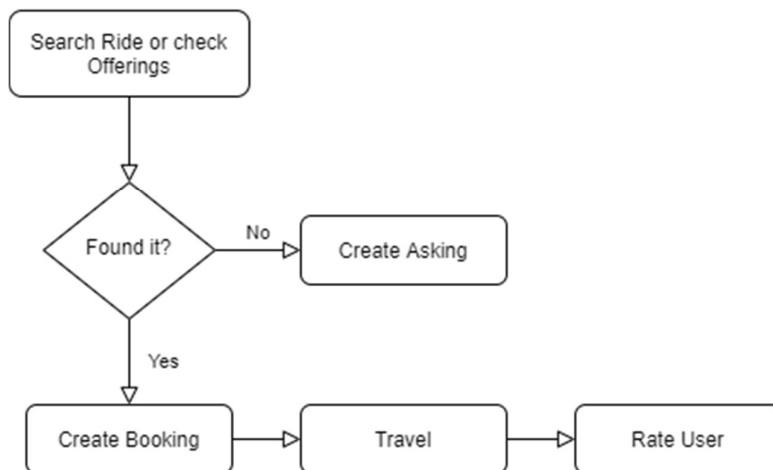 Search Ride or check
Offerings
Found it?
No
Create Asking
Yes
Create Booking
Travel
Rate User